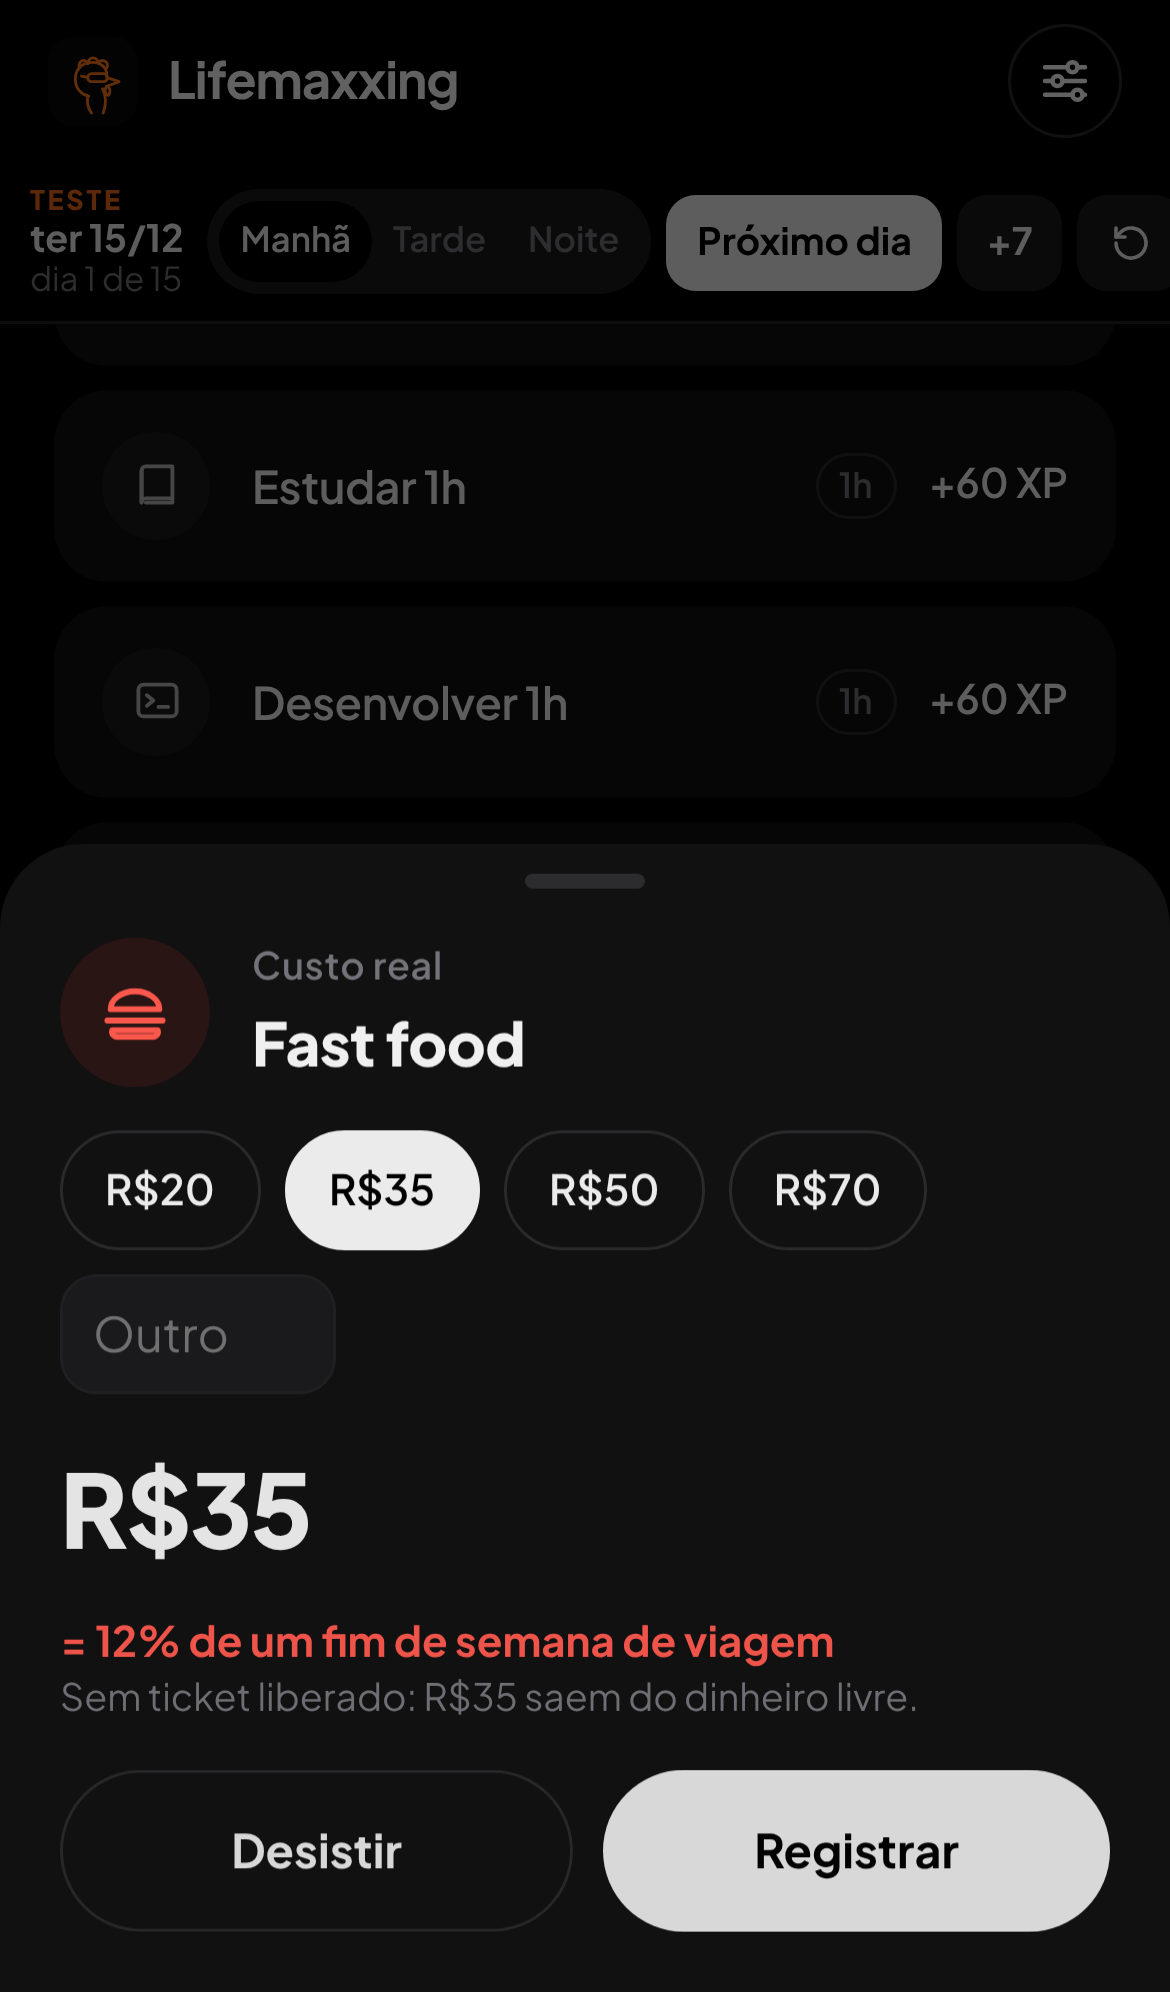 Lifemaxxing
TESTE
ter 15/12
dia 1 de 15
Manhã
Tarde
Noite
Próximo dia
+7
Estudar 1h
1h
+60 XP
Desenvolver 1h
1h
+60 XP
Custo real
Fast food
R$20
R$35
R$50
R$70
Outro
R$35
= 12% de um fim de semana de viagem
Sem ticket liberado: R$35 saem do dinheiro livre.
Desistir
Registrar